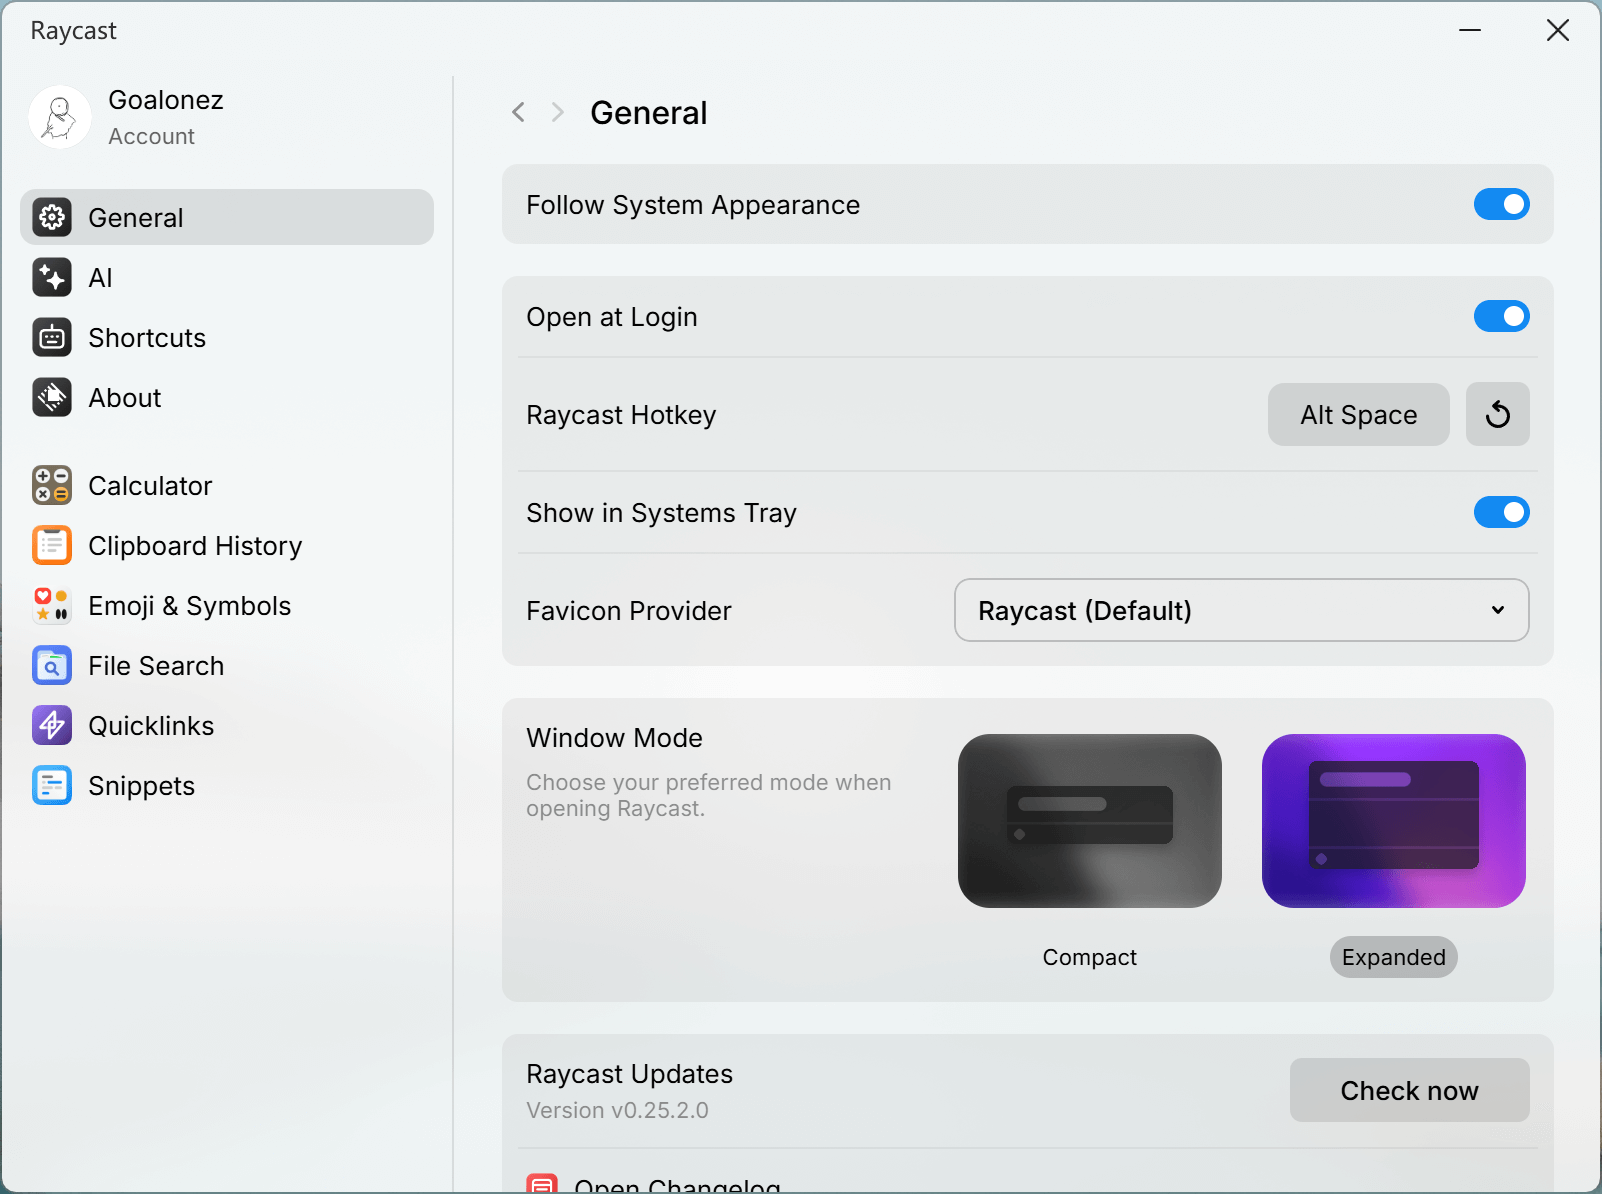 Raycast
Goalonez
Account
General
AI
Shortcuts
About
Calculator
Clipboard History
Emoji & Symbols
File Search
Quicklinks
Snippets
General
Follow System Appearance
Open at Login
Raycast Hotkey
Alt Space
Show in Systems Tray
Favicon Provider
Raycast (Default)
Window Mode
Choose your preferred mode when
opening Raycast.
Compact
Expanded
Raycast Updates
Version v0.25.2.0
Check now
Open Changelog